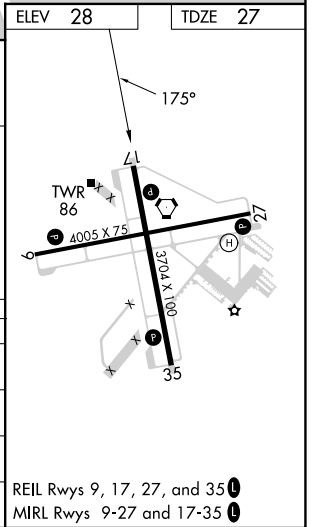 ELEV 28
TDZE 27
175°
17
TWR
86
P
27
4005 X 75
P
P
H
9
3704 X 100
X
X
X
X
P
X
35
REIL Rwys 9, 17, 27, and 35 L
MIRL Rwys 9-27 and 17-35 L